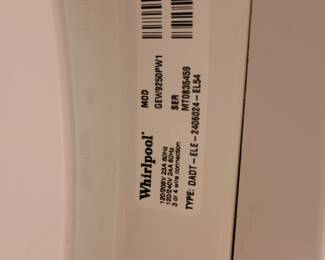 MOD
GEW9250PW1
SER
MT0835459
Whirlpool
120/208V 23A 60Hz
120/240V 24A 60Hz
3 or 4 wire connection
TYPE: DADT-ELE-2406024-EL54